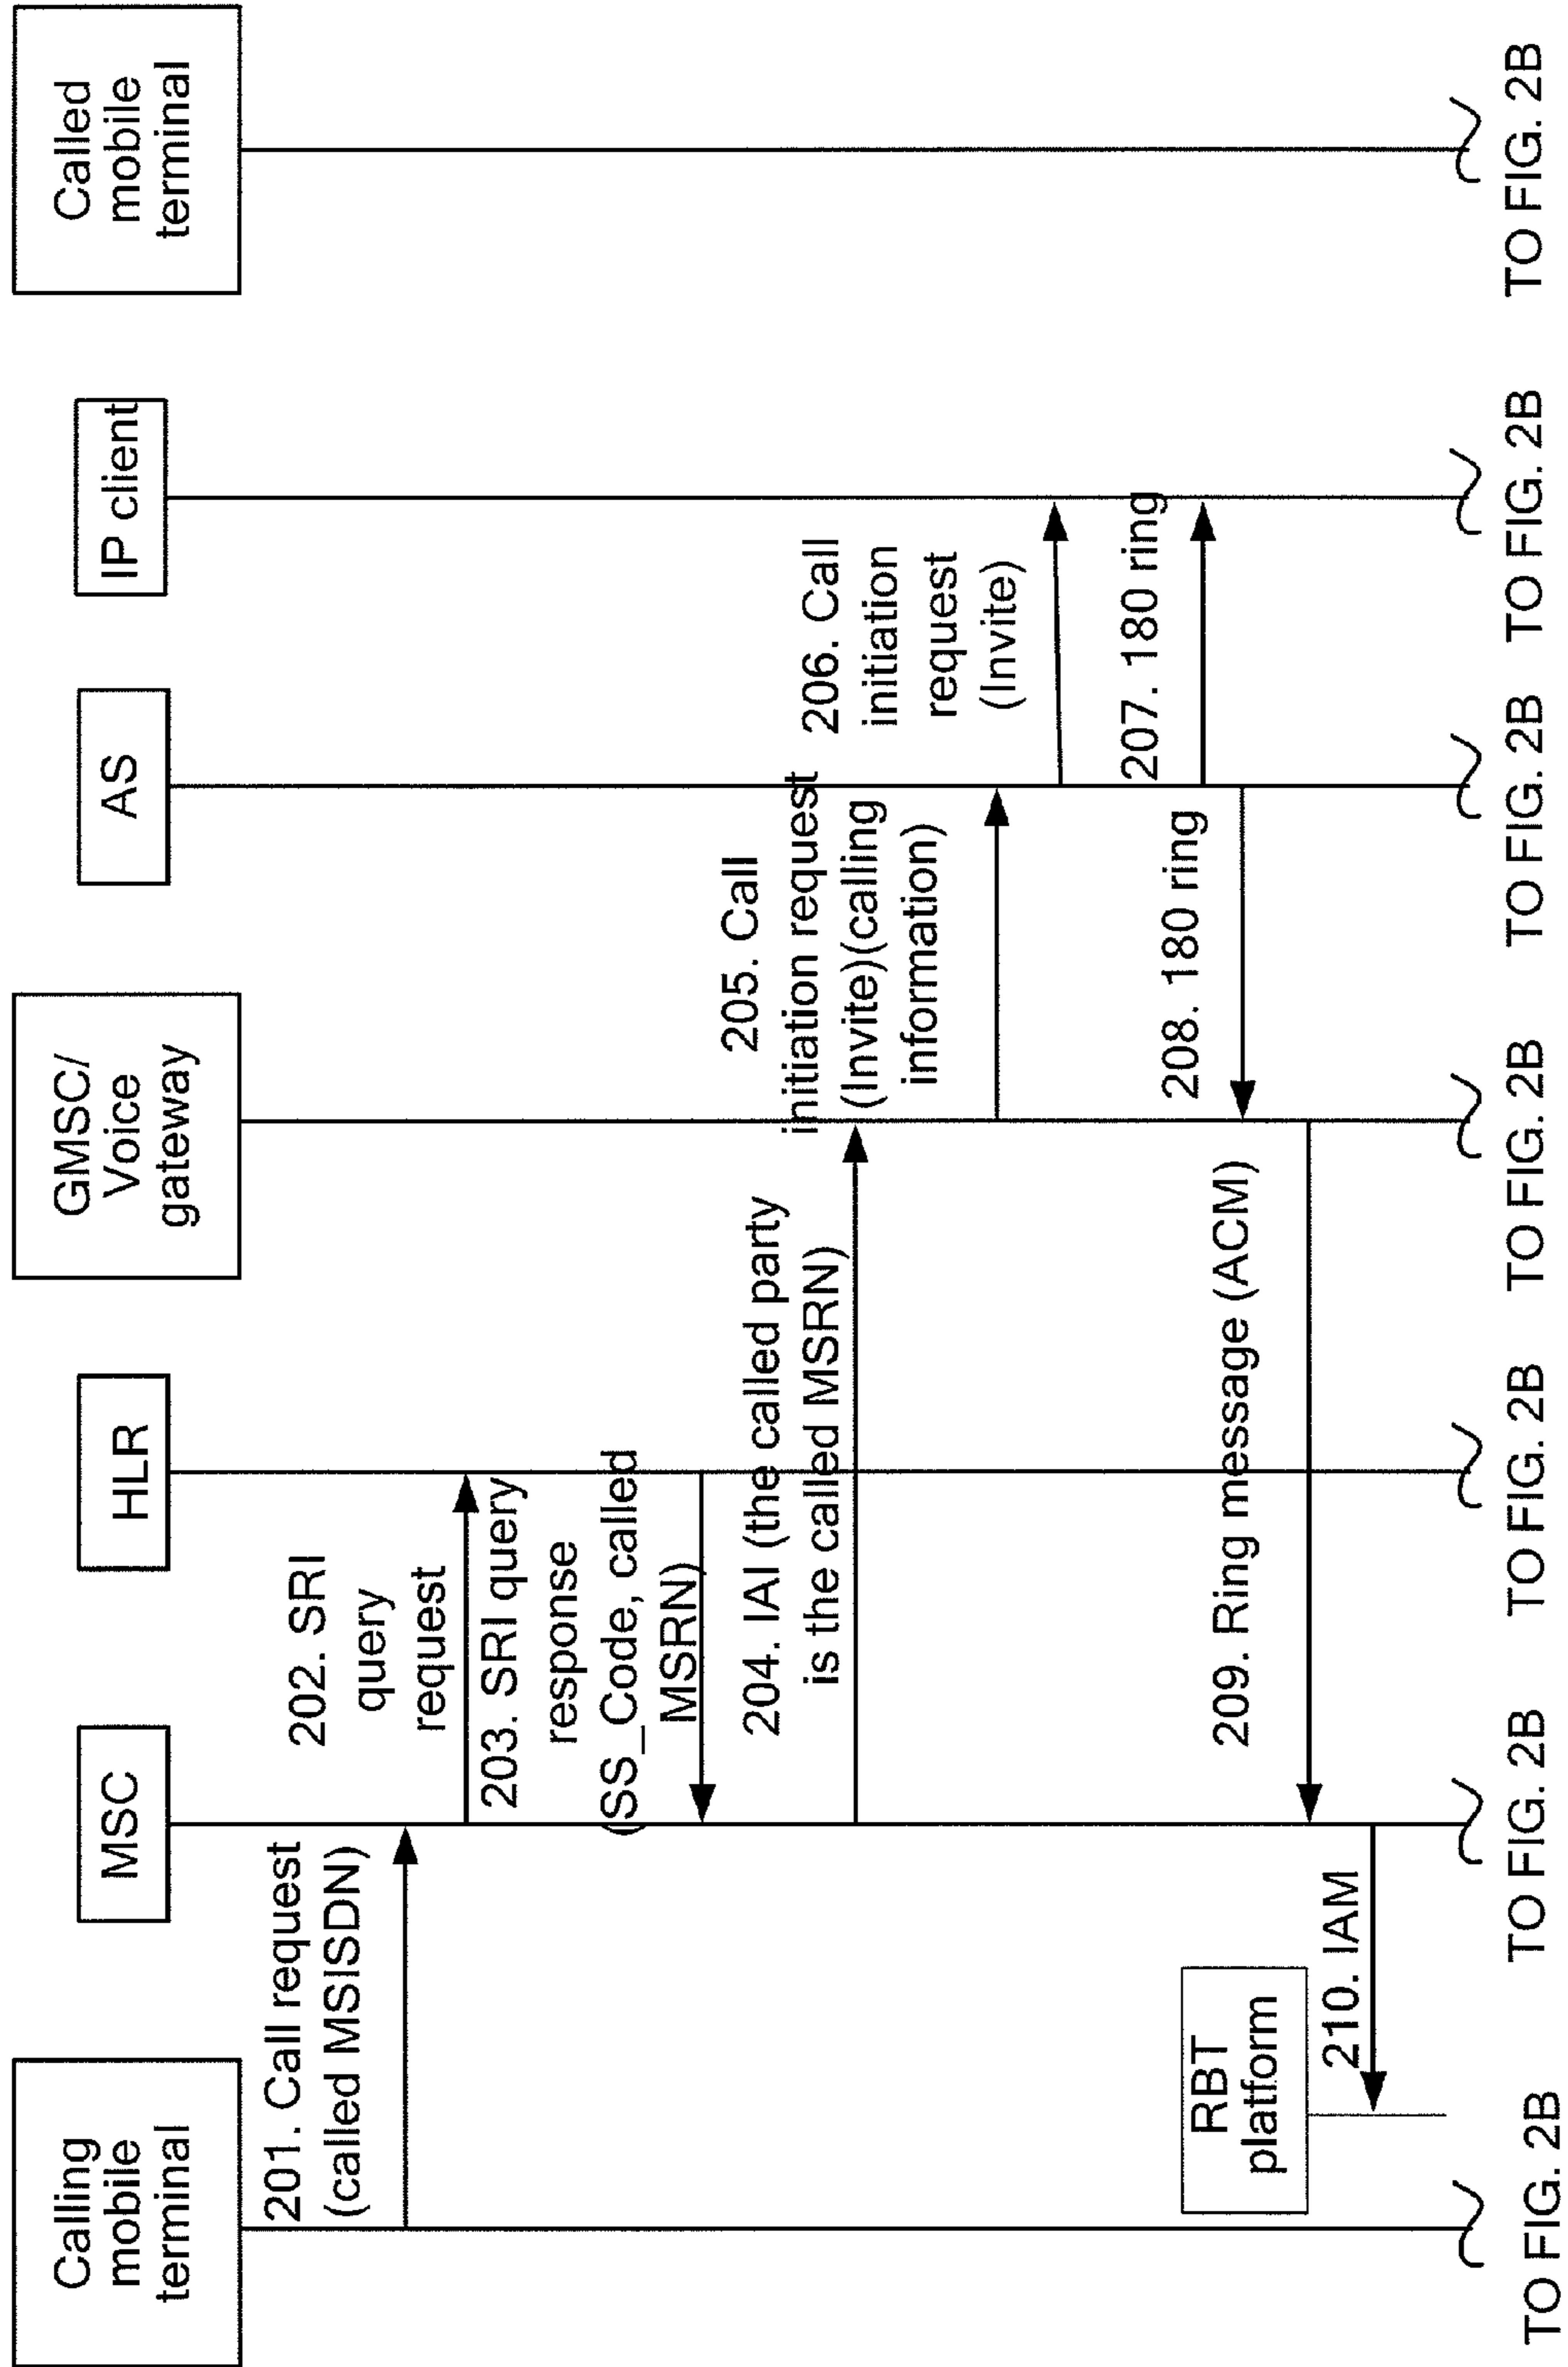 Calling
mobile
terminal
MSC
HLR
GMSC/
Voice
gateway
AS
IP client
Called
mobile
terminal
201. Call request
(called MSISDN)
202. SRI
query
request
203. SRI query
response
(SS_Code, called
MSRN)
204. IAI (the called party
is the called MSRN)
205. Call
initiation request
(Invite)(calling
information)
206. Call
initiation
request
(Invite)
207. 180 ring
208. 180 ring
209. Ring message (ACM)
RBT
platform
210. IAM
TO FIG. 2B
TO FIG. 2B
TO FIG. 2B
TO FIG. 2B
TO FIG. 2B
TO FIG. 2B
TO FIG. 2B